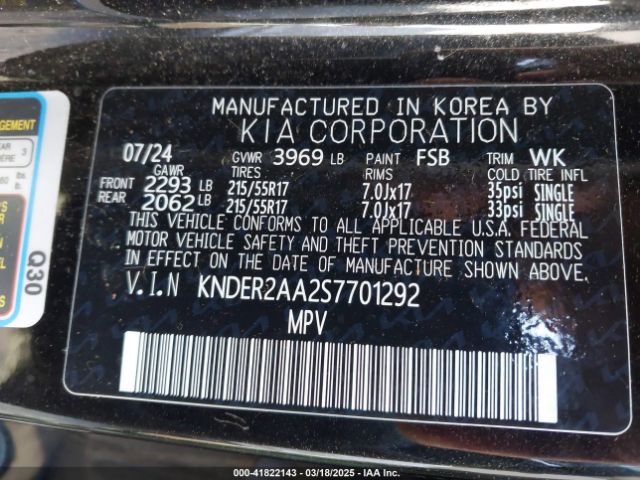 MANUFACTURED IN KOREA BY
KIA CORPORATION
07/24 GVWR 3969 LB PAINT FSB TRIM WK
GAWR TIRES RIMS COLD TIRE INFL
FRONT 2293 LB 215/55R17 7.0Jx17 35psi SINGLE
REAR 2062 LB 215/55R17 7.0Jx17 33psi SINGLE
THIS VEHICLE CONFORMS TO ALL APPLICABLE U.S.A. FEDERAL
MOTOR VEHICLE SAFETY AND THEFT PREVENTION STANDARDS
IN EFFECT ON THE DATE OF MANUFACTURE SHOWN ABOVE.
V.I.N KNDER2AA2S7701292
MPV
Q30
000-41822143 - 03/18/2025 - IAA Inc.